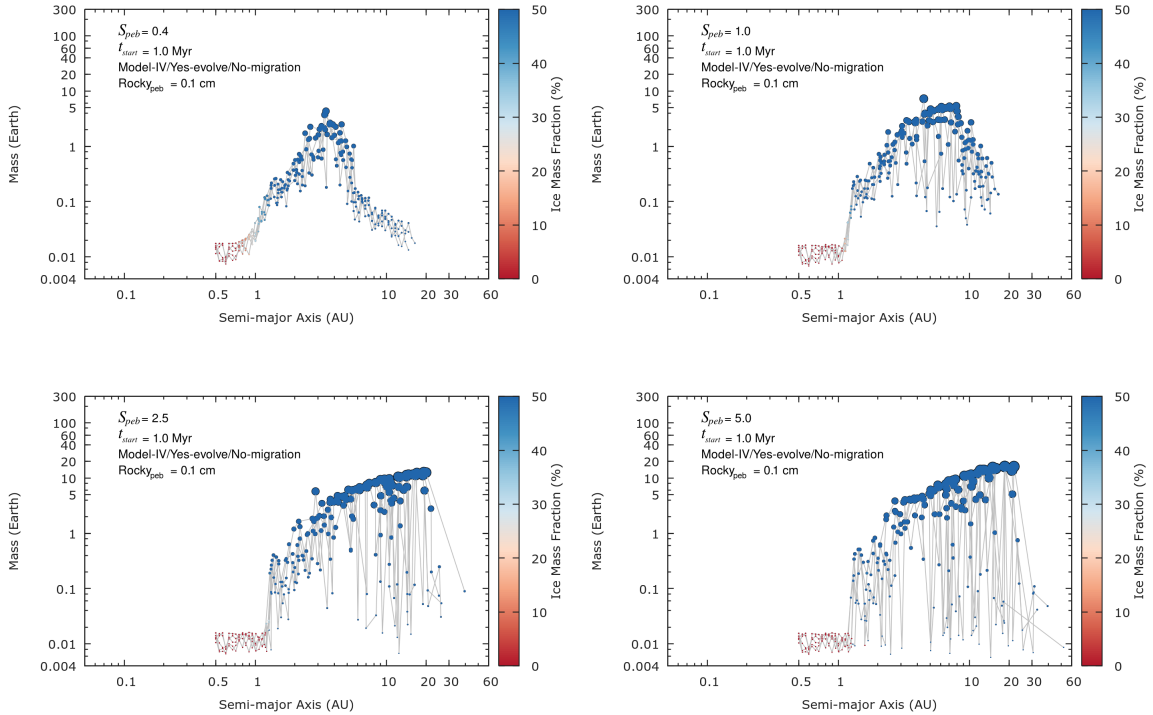 S_peb = 0.4
t_start = 1.0 Myr
Model-IV/Yes-evolve/No-migration
Rocky_peb = 0.1 cm
Mass (Earth)
300
100
60
40
20
10
5
1
0.1
0.01
0.004
0.1 0.5 1 10 20 30 60
Semi-major Axis (AU)
50
40
30
20
10
0
Ice Mass Fraction (%)
S_peb = 1.0
t_start = 1.0 Myr
Model-IV/Yes-evolve/No-migration
Rocky_peb = 0.1 cm
Mass (Earth)
300
100
60
40
20
10
5
1
0.1
0.01
0.004
0.1 0.5 1 10 20 30 60
Semi-major Axis (AU)
50
40
30
20
10
0
Ice Mass Fraction (%)
S_peb = 2.5
t_start = 1.0 Myr
Model-IV/Yes-evolve/No-migration
Rocky_peb = 0.1 cm
Mass (Earth)
300
100
60
40
20
10
5
1
0.1
0.01
0.004
0.1 0.5 1 10 20 30 60
Semi-major Axis (AU)
50
40
30
20
10
0
Ice Mass Fraction (%)
S_peb = 5.0
t_start = 1.0 Myr
Model-IV/Yes-evolve/No-migration
Rocky_peb = 0.1 cm
Mass (Earth)
300
100
60
40
20
10
5
1
0.1
0.01
0.004
0.1 0.5 1 10 20 30 60
Semi-major Axis (AU)
50
40
30
20
10
0
Ice Mass Fraction (%)